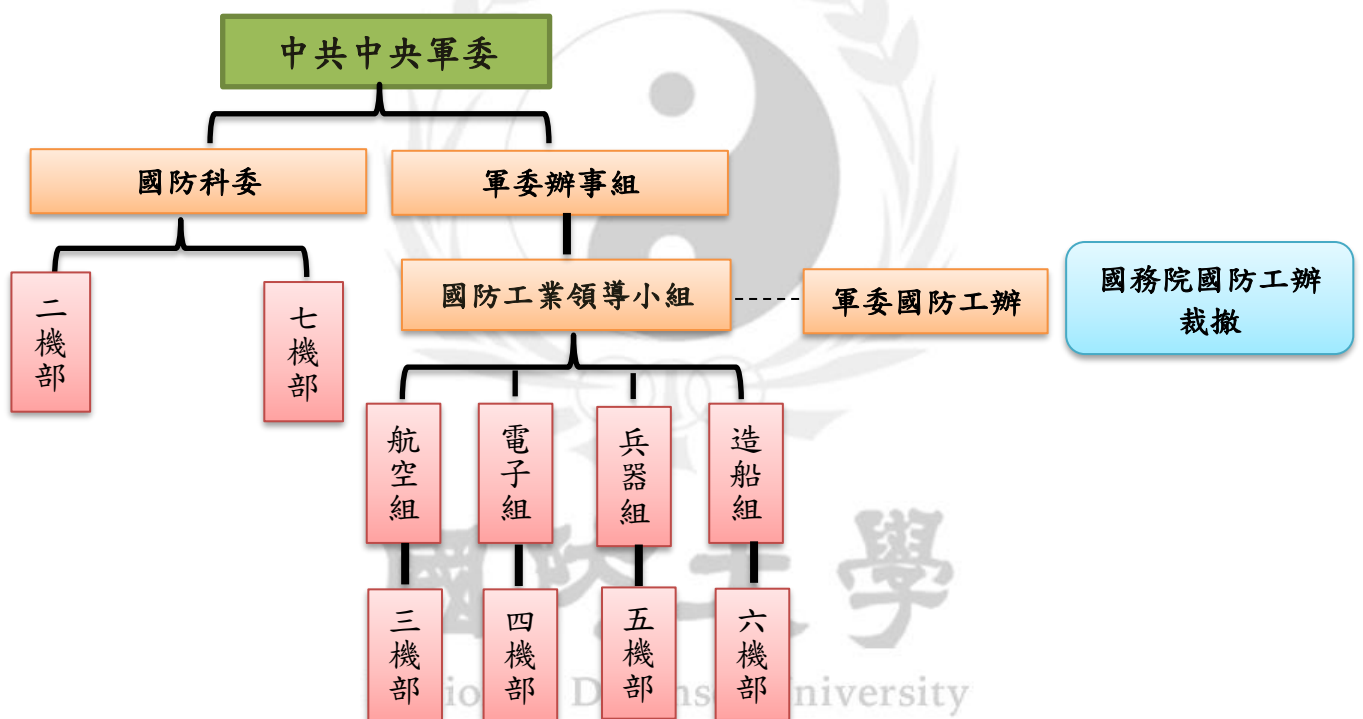 中共中央軍委
國防科委
軍委辦事組
二機部
七機部
國防工業領導小組
軍委國防工辦
國務院國防工辦
裁撤
航空組
電子組
兵器組
造船組
三機部
四機部
五機部
六機部